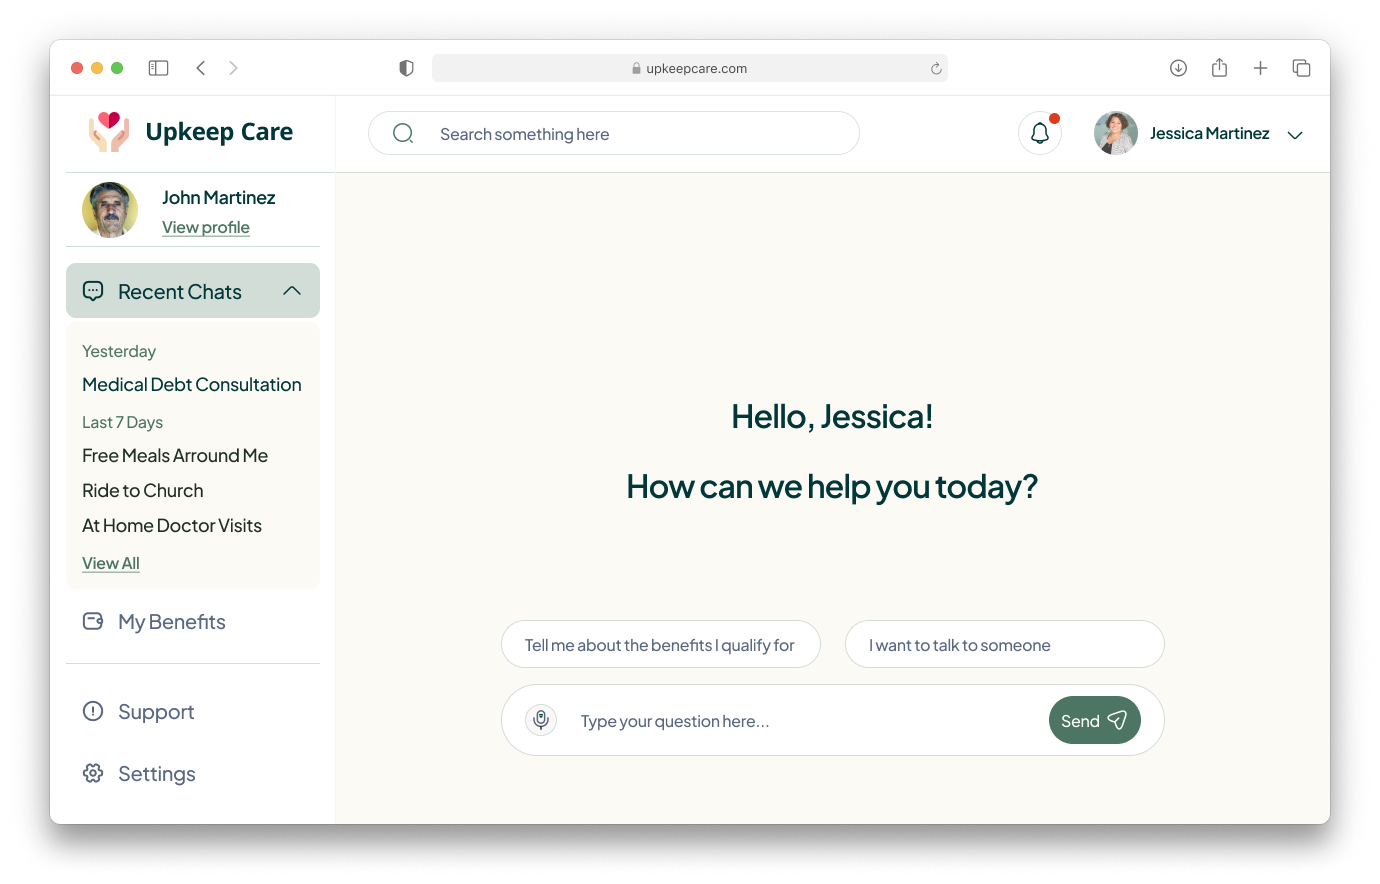 upkeepcare.com
Upkeep Care
Search something here
Jessica Martinez
John Martinez
View profile
Recent Chats
Yesterday
Medical Debt Consultation
Last 7 Days
Free Meals Arround Me
Ride to Church
At Home Doctor Visits
View All
My Benefits
Support
Settings
Hello, Jessica!
How can we help you today?
Tell me about the benefits I qualify for
I want to talk to someone
Type your question here...
Send